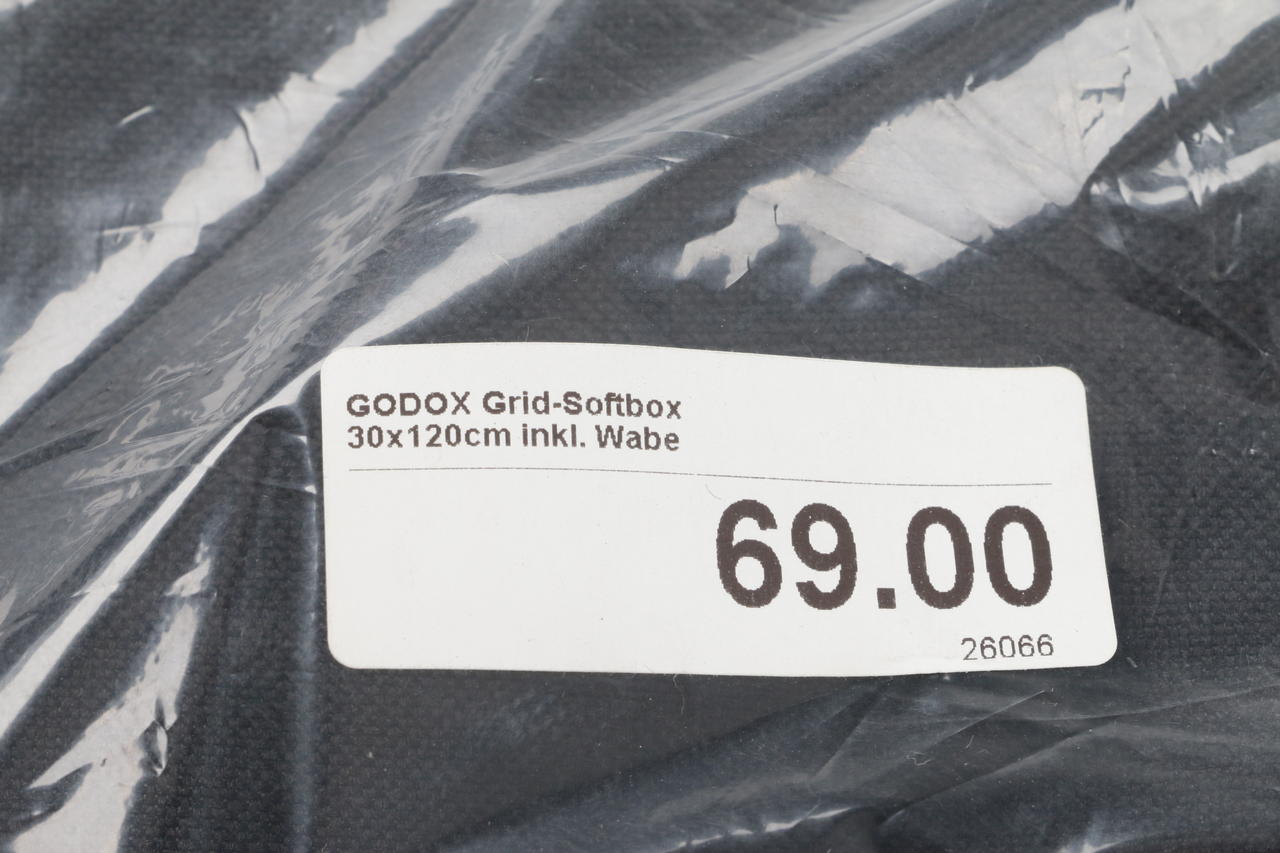 GODOX Grid-Softbox
30x120cm inkl. Wabe
69.00
26066